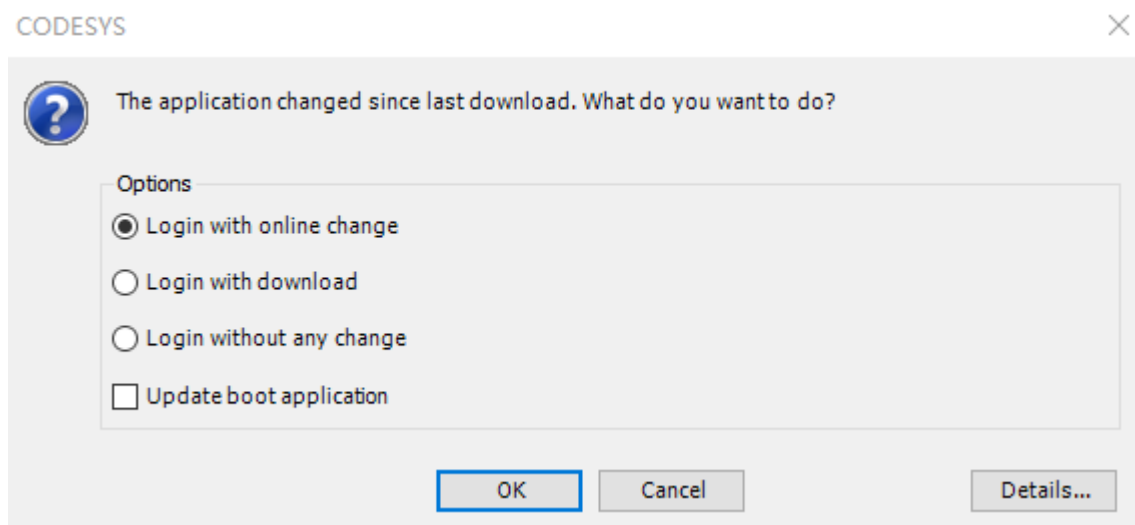 CODESYS
The application changed since last download. What do you want to do?
Options
Login with online change
Login with download
Login without any change
Update boot application
OK
Cancel
Details...